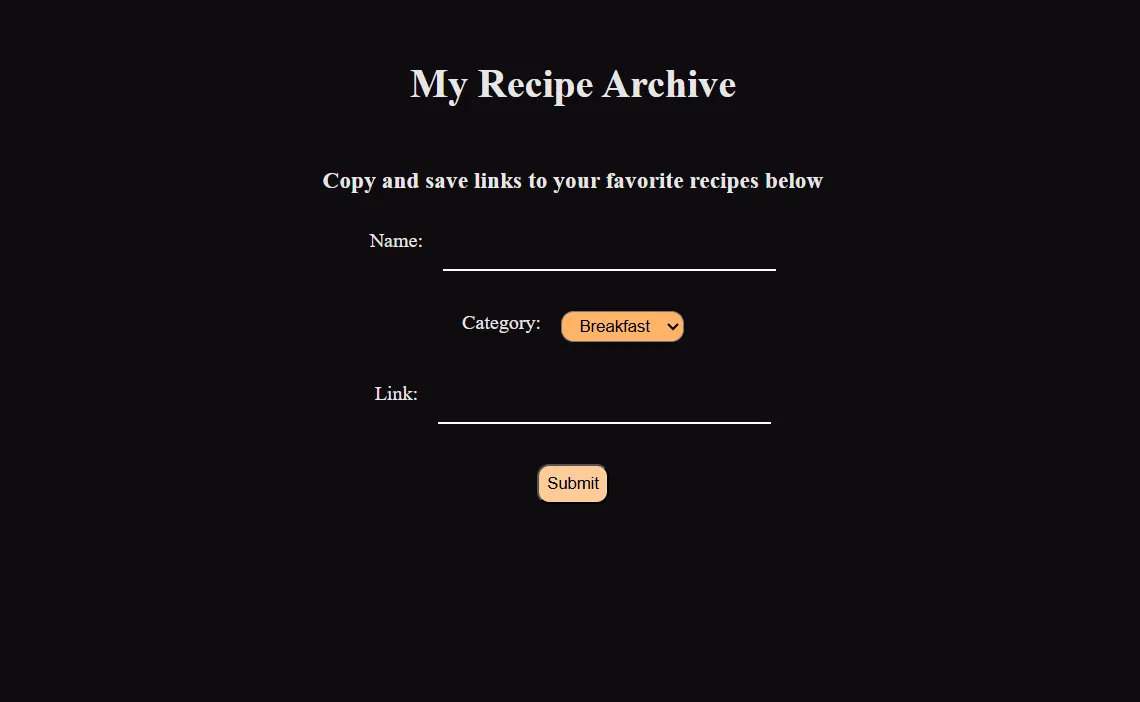 My Recipe Archive
Copy and save links to your favorite recipes below
Name:
Category: Breakfast
Link:
Submit